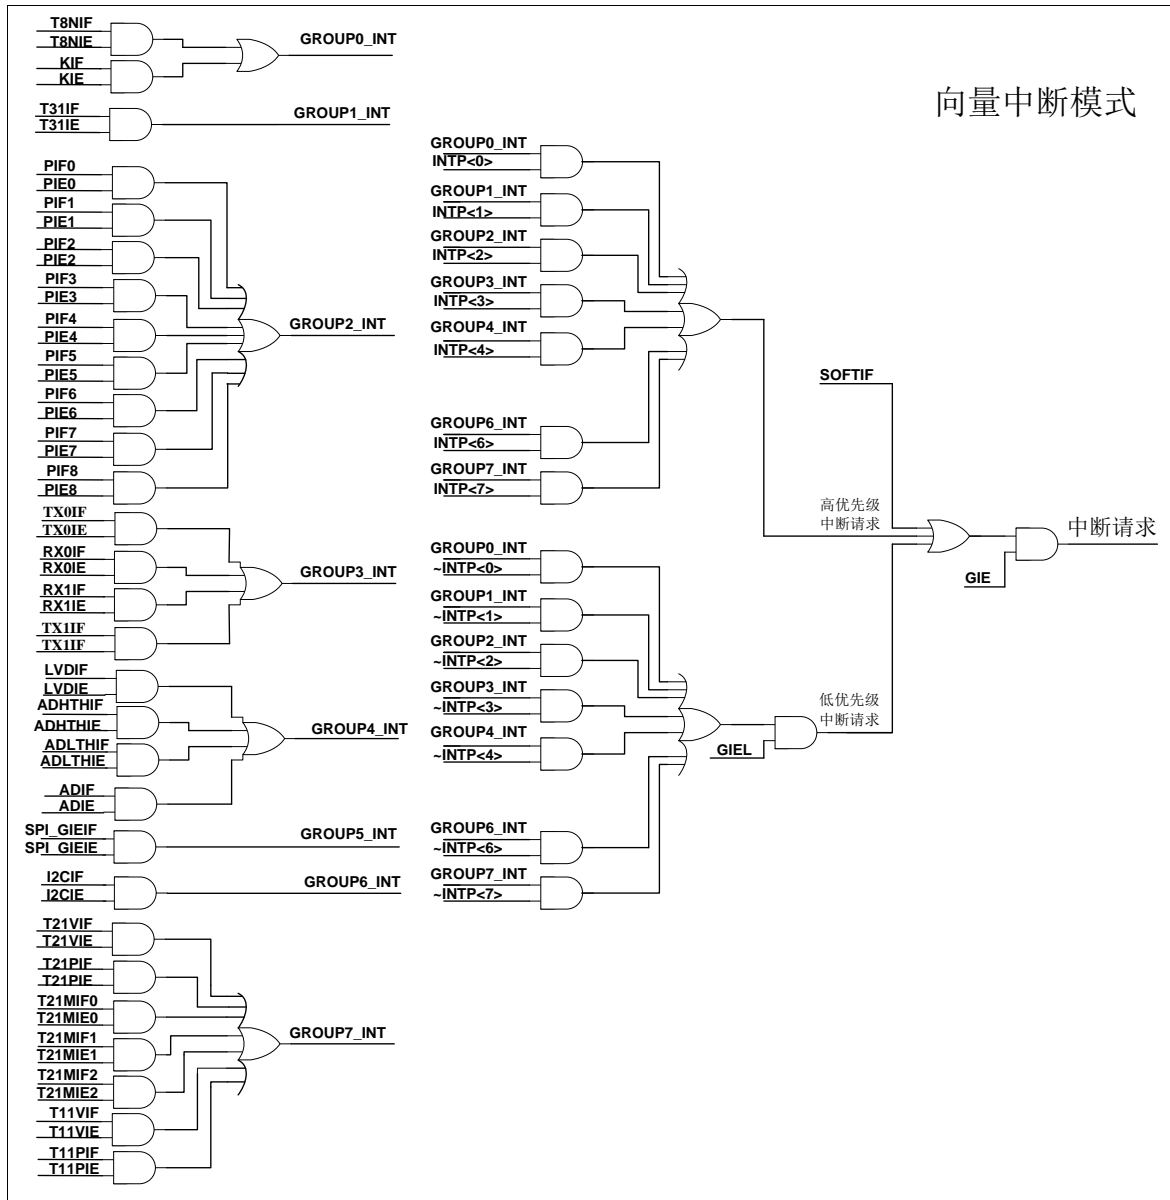 T8NIF
T8NIE
KIF
KIE
GROUP0_INT
T31IF
T31IE
GROUP1_INT
PIF0
PIE0
PIF1
PIE1
PIF2
PIE2
PIF3
PIE3
PIF4
PIE4
PIF5
PIE5
PIF6
PIE6
PIF7
PIE7
PIF8
PIE8
GROUP2_INT
TX0IF
TX0IE
RX0IF
RX0IE
RX1IF
RX1IE
TX1IF
TX1IF
GROUP3_INT
LVDIF
LVDIE
ADHTHIF
ADHTHIE
ADLTHIF
ADLTHIE
ADIF
ADIE
GROUP4_INT
SPI_GIEIF
SPI_GIEIE
GROUP5_INT
I2CIF
I2CIE
GROUP6_INT
T21VIF
T21VIE
T21PIF
T21PIE
T21MIF0
T21MIE0
T21MIF1
T21MIE1
T21MIF2
T21MIE2
T11VIF
T11VIE
T11PIF
T11PIE
GROUP7_INT
向量中断模式
GROUP0_INT
INTP<0>
GROUP1_INT
INTP<1>
GROUP2_INT
INTP<2>
GROUP3_INT
INTP<3>
GROUP4_INT
INTP<4>
GROUP6_INT
INTP<6>
GROUP7_INT
INTP<7>
GROUP0_INT
~INTP<0>
GROUP1_INT
~INTP<1>
GROUP2_INT
~INTP<2>
GROUP3_INT
~INTP<3>
GROUP4_INT
~INTP<4>
GROUP6_INT
~INTP<6>
GROUP7_INT
~INTP<7>
GIEL
SOFTIF
高优先级
中断请求
低优先级
中断请求
GIE
中断请求